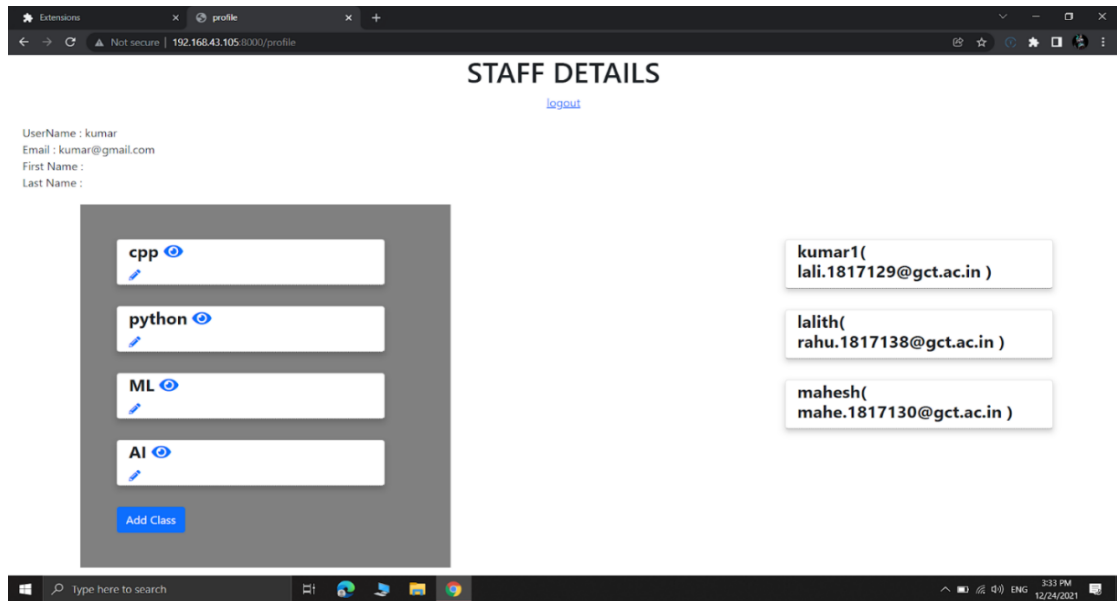 Extensions
profile
Not secure | 192.168.43.105:8000/profile
STAFF DETAILS
logout
UserName : kumar
Email : kumar@gmail.com
First Name :
Last Name :
cpp
python
ML
AI
Add Class
kumar1(
lali.1817129@gct.ac.in )
lalith(
rahu.1817138@gct.ac.in )
mahesh(
mahe.1817130@gct.ac.in )
Type here to search
ENG
3:33 PM
12/24/2021